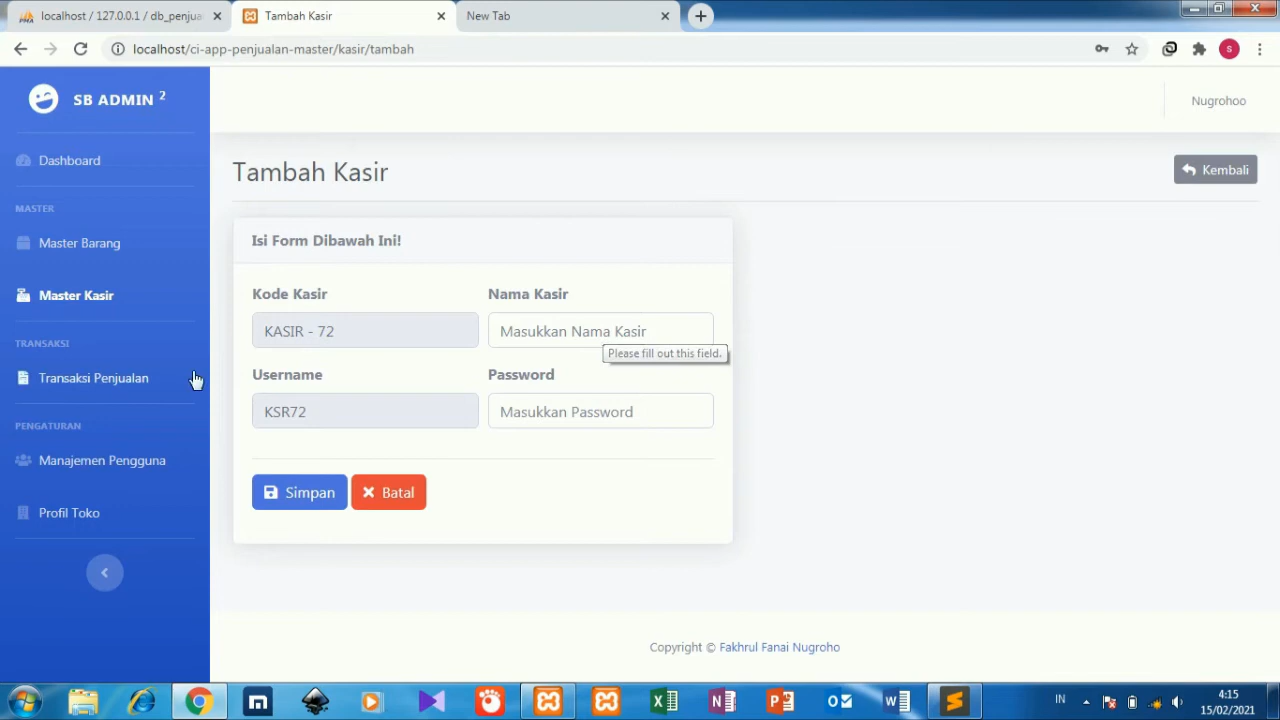 localhost / 127.0.0.1 / db_penjua
Tambah Kasir
New Tab
localhost/ci-app-penjualan-master/kasir/tambah
S
SB ADMIN 2
Nugrohoo
Dashboard
Tambah Kasir
Kembali
MASTER
Master Barang
Isi Form Dibawah Ini!
Master Kasir
Kode Kasir
Nama Kasir
KASIR - 72
Masukkan Nama Kasir
Please fill out this field.
TRANSAKSI
Transaksi Penjualan
Username
Password
KSR72
Masukkan Password
PENGATURAN
Manajemen Pengguna
Simpan
Batal
Profil Toko
Copyright © Fakhrul Fanai Nugroho
IN
4:15
15/02/2021